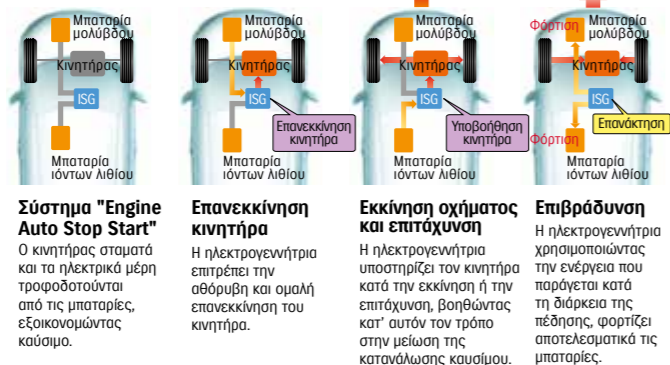 Μπαταρία
μολύβδου
Κινητήρας
ISG
Μπαταρία
ιόντων λιθίου
Σύστημα "Engine
Auto Stop Start"
Ο κινητήρας σταματά
και τα ηλεκτρικά μέρη
τροφοδοτούνται
από τις μπαταρίες,
εξοικονομώντας
καύσιμο.
Μπαταρία
μολύβδου
Κινητήρας
ISG
Επανεκκίνηση
κινητήρα
Μπαταρία
ιόντων λιθίου
Επανεκκίνηση
κινητήρα
Η ηλεκτρογεννήτρια
επιτρέπει την
αθόρυβη και ομαλή
επανεκκίνηση του
κινητήρα.
Μπαταρία
μολύβδου
Κινητήρας
ISG
Υποβοήθηση
κινητήρα
Μπαταρία
ιόντων λιθίου
Εκκίνηση οχήματος
και επιτάχυνση
Η ηλεκτρογεννήτρια
υποστηρίζει τον κινητήρα
κατά την εκκίνηση ή την
επιτάχυνση, βοηθώντας
κατ' αυτόν τον τρόπο
στην μείωση της
κατανάλωσης καυσίμου.
Φόρτιση
Μπαταρία
μολύβδου
Κινητήρας
ISG
Επανάκτηση
Φόρτιση
Μπαταρία
ιόντων λιθίου
Επιβράδυνση
Η ηλεκτρογεννήτρια
χρησιμοποιώντας
την ενέργεια που
παράγεται κατά
τη διάρκεια της
πέδησης, φορτίζει
αποτελεσματικά τις
μπαταρίες.